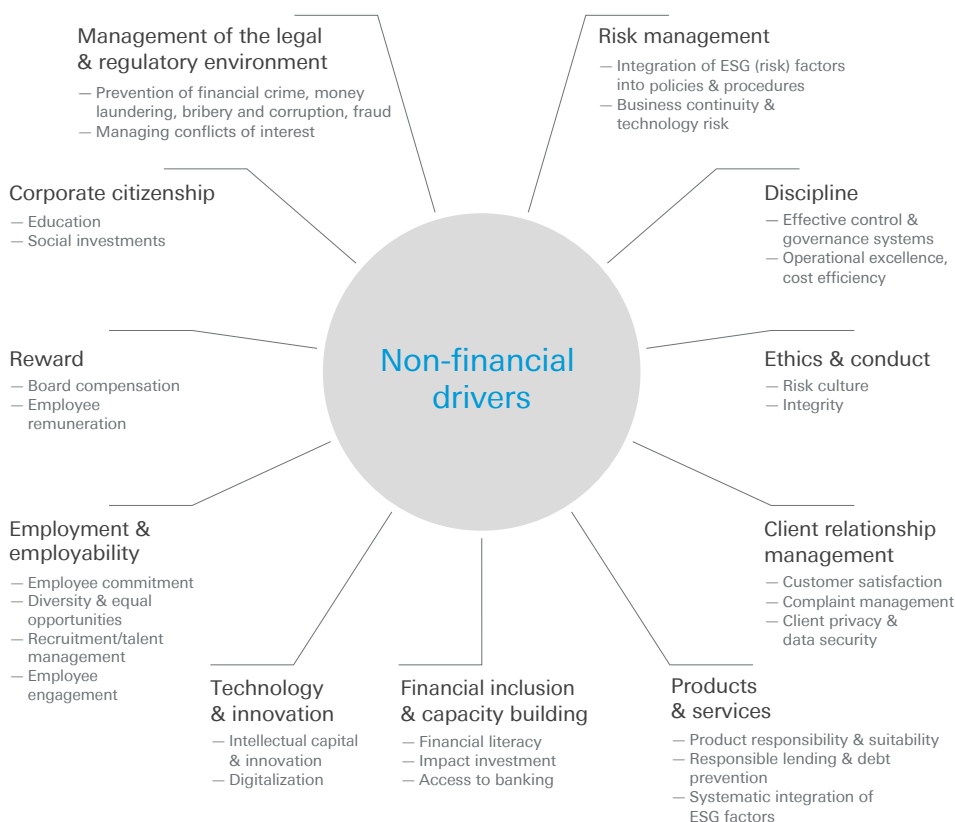 Management of the legal
& regulatory environment
— Prevention of financial crime, money
laundering, bribery and corruption, fraud
— Managing conflicts of interest
Risk management
— Integration of ESG (risk) factors
into policies & procedures
— Business continuity &
technology risk
Corporate citizenship
— Education
— Social investments
Discipline
— Effective control &
governance systems
— Operational excellence,
cost efficiency
Non-financial
drivers
Reward
— Board compensation
— Employee
remuneration
Ethics & conduct
— Risk culture
— Integrity
Employment &
employability
— Employee commitment
— Diversity & equal
opportunities
— Recruitment/talent
management
— Employee
engagement
Client relationship
management
— Customer satisfaction
— Complaint management
— Client privacy &
data security
Technology
& innovation
— Intellectual capital
& innovation
— Digitalization
Financial inclusion
& capacity building
— Financial literacy
— Impact investment
— Access to banking
Products
& services
— Product responsibility & suitability
— Responsible lending & debt
prevention
— Systematic integration of
ESG factors